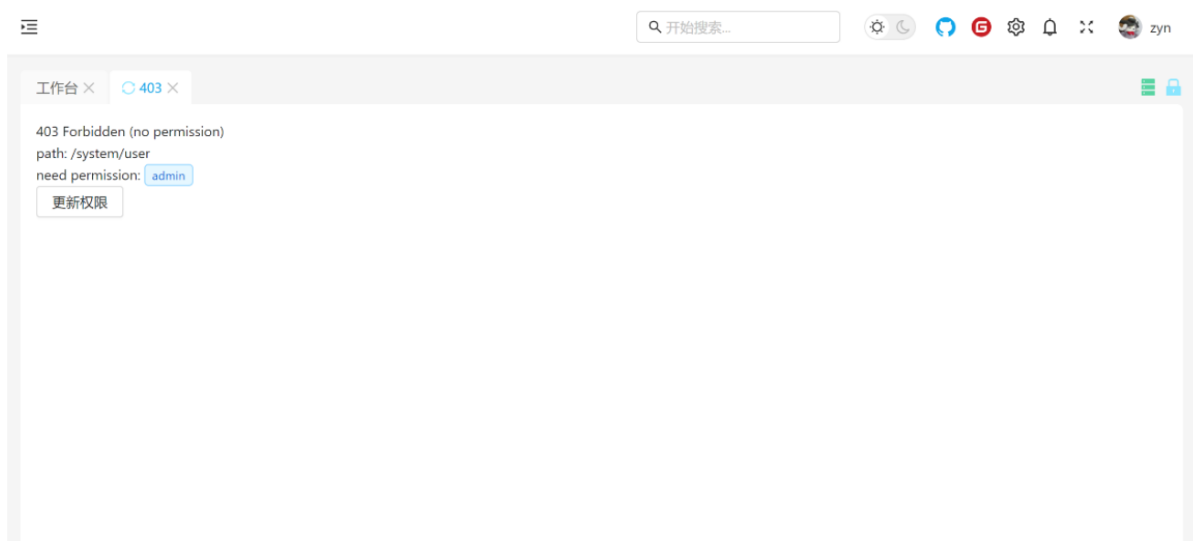 开始搜索...
zyn
工作台
403
403 Forbidden (no permission)
path: /system/user
need permission: admin
更新权限